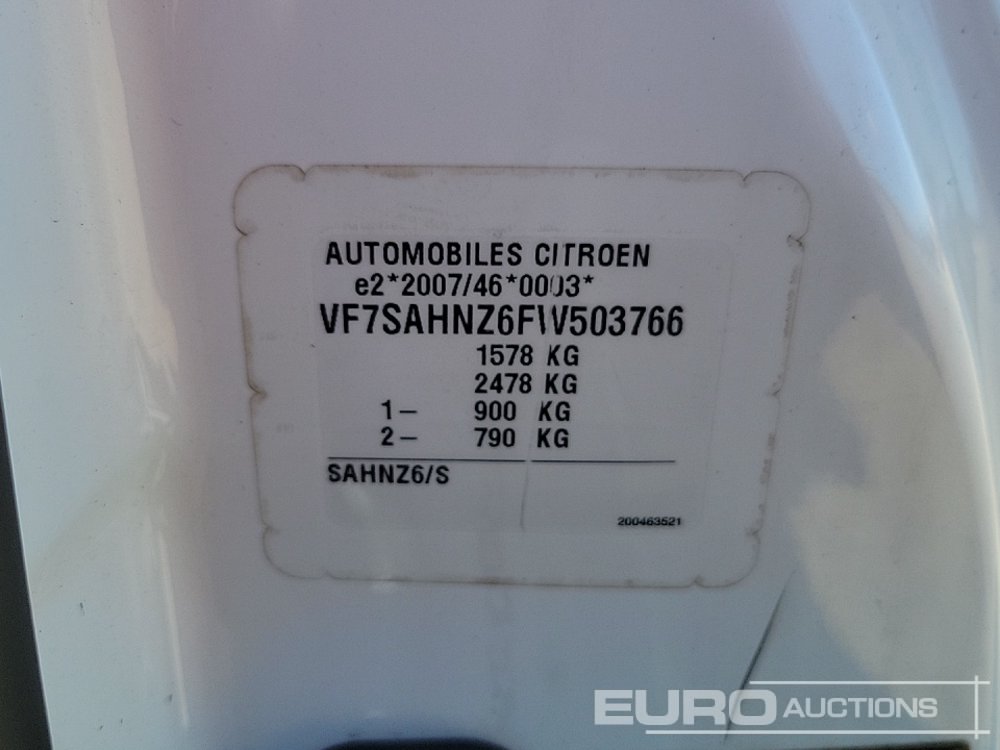 AUTOMOBILES CITROEN
e2*2007/46*0003*
VF7SAHNZ6FW503766
1578 KG
2478 KG
1– 900 KG
2– 790 KG
SAHNZ6/S
200463521
EURO AUCTIONS